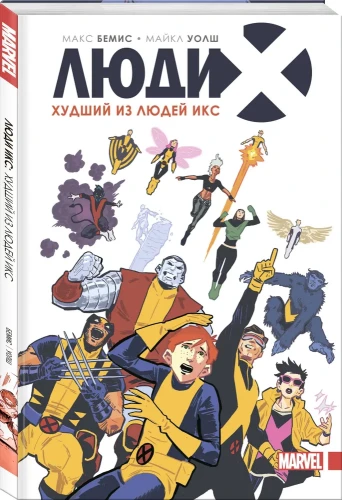 МАКС БЕМИС • МАЙКЛ УОЛШ
ЛЮДИ X
ХУДШИЙ ИЗ ЛЮДЕЙ ИКС
MARVEL
MARVEL
ЛЮДИ ИКС: ХУДШИЙ ИЗ ЛЮДЕЙ ИКС
БЕМИС / УОЛШ